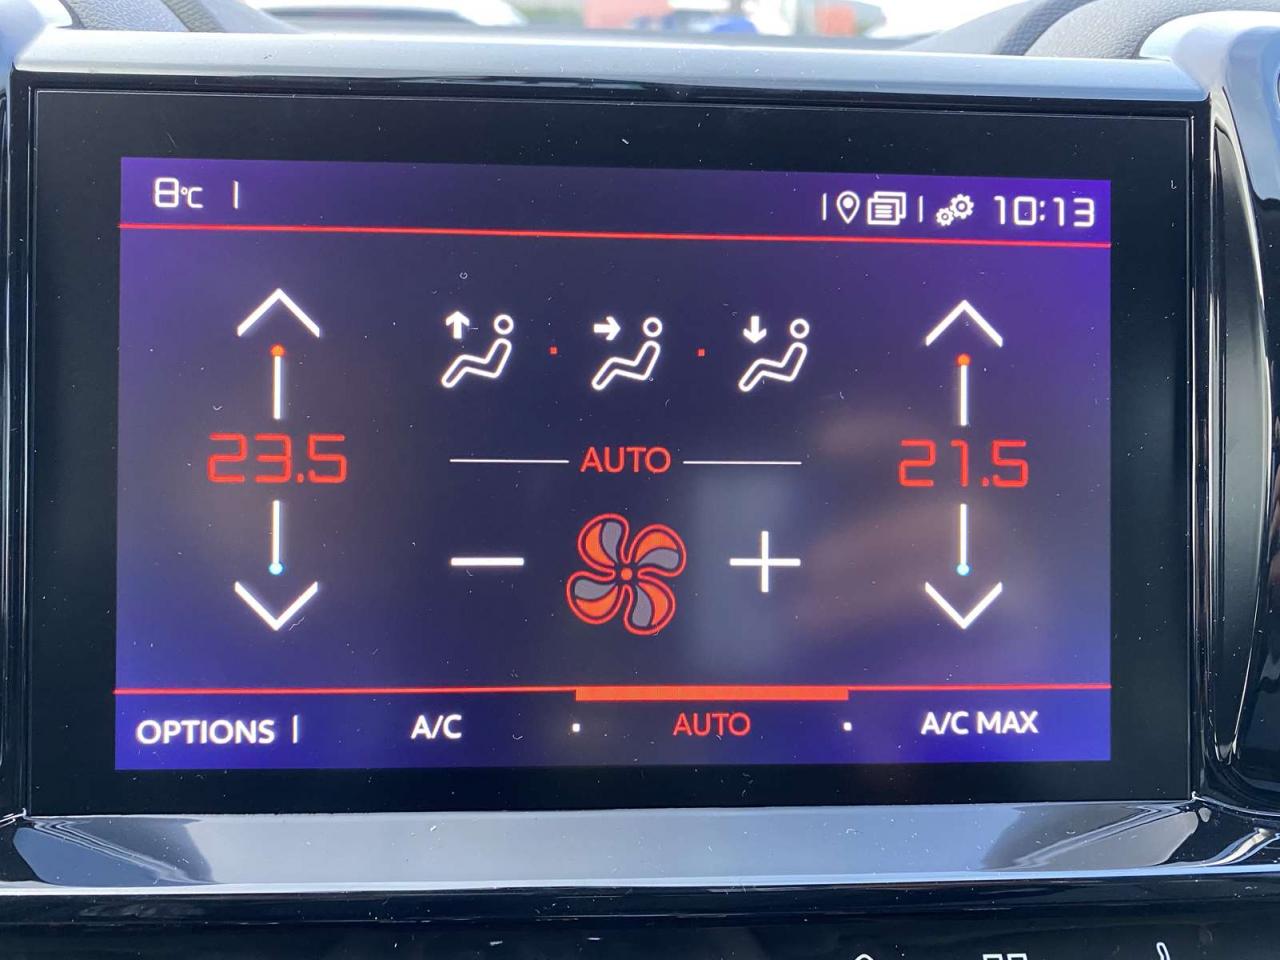 8°C 10:13
23.5 AUTO 21.5
OPTIONS A/C AUTO A/C MAX